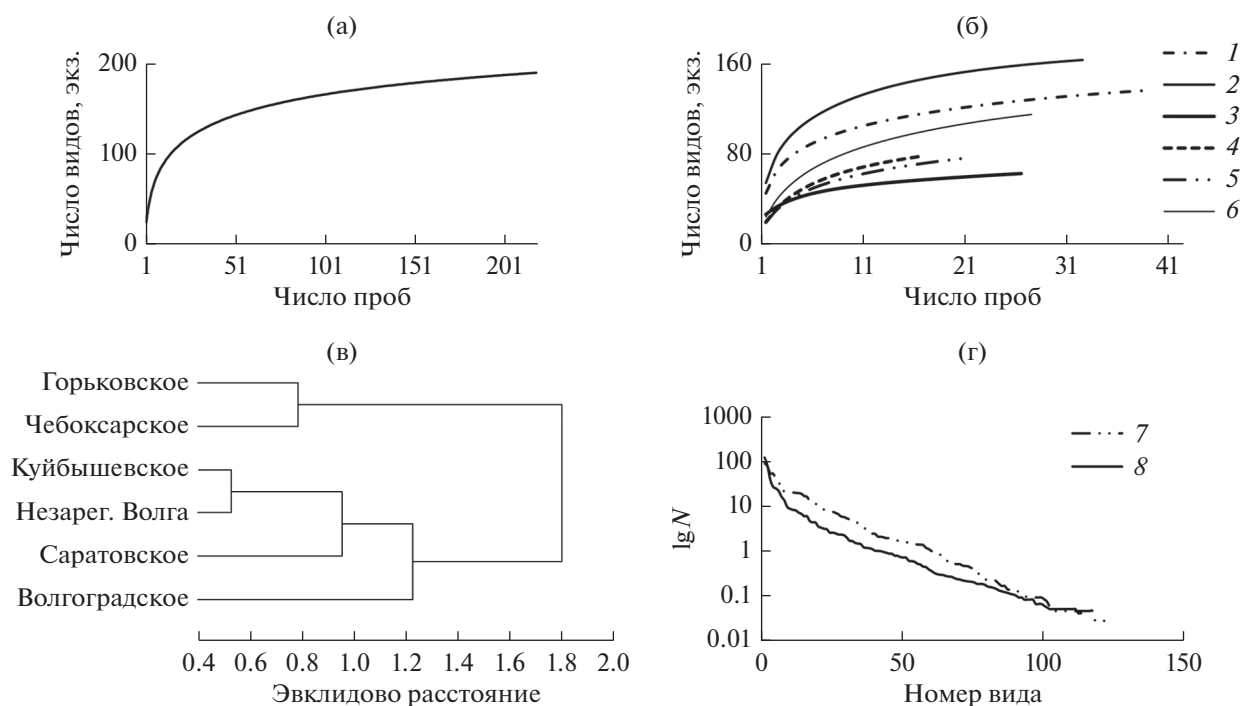 (а)
Число видов, экз.
200
100
0
1 51 101 151 201
Число проб
(б)
Число видов, экз.
160
80
0
1 11 21 31 41
Число проб
1
2
3
4
5
6
(в)
Горьковское
Чебоксарское
Куйбышевское
Незарег. Волга
Саратовское
Волгоградское
0.4 0.6 0.8 1.0 1.2 1.4 1.6 1.8 2.0
Эвклидово расстояние
(г)
lg N
1000
100
10
1
0.1
0.01
0 50 100 150
Номер вида
7
8